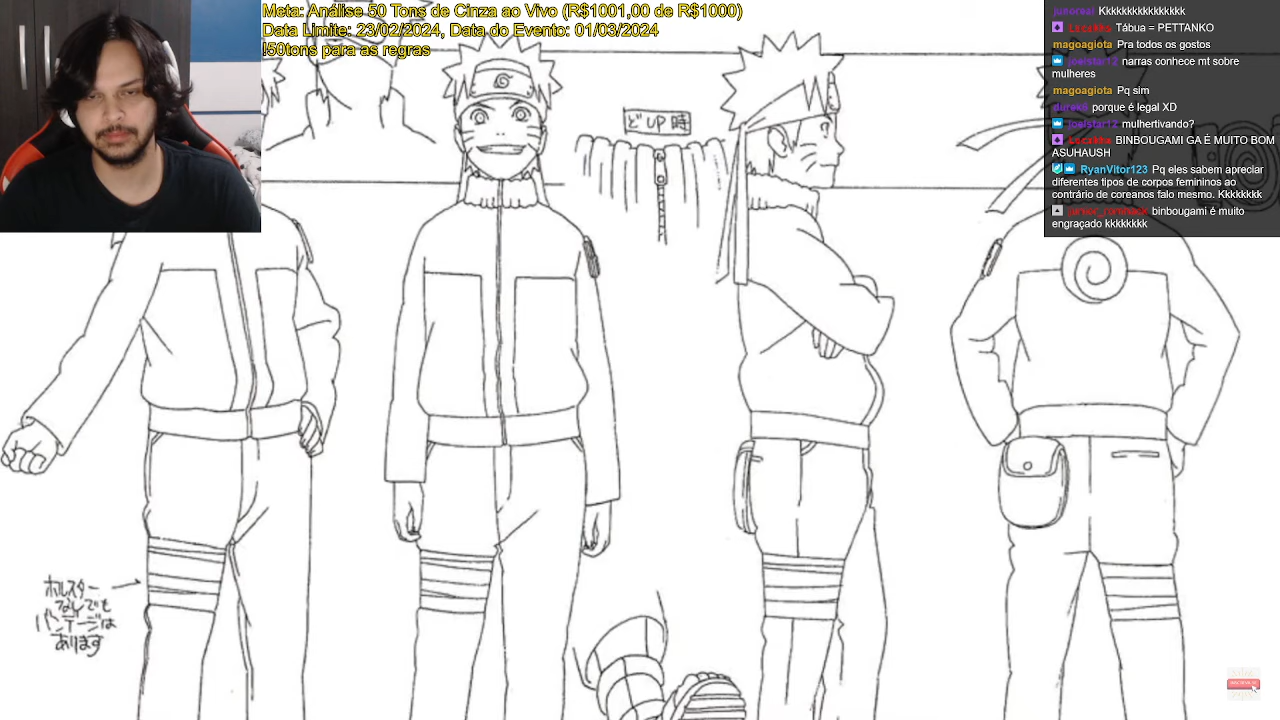 Meta: Análise 50 Tons de Cinza ao Vivo (R$1001,00 de R$1000)
Data Limite: 23/02/2024, Data do Evento: 01/03/2024
!50tons para as regras
Kkkkkkkkkkkkkkk
Tábua = PETTANKO
magoagiota Pra todos os gostos
joelstar12 narras conhece mt sobre
mulheres
magoagiota Pq sim
porque é legal XD
joelstar12 mulhertivando?
BINBOUGAMI GA É MUITO BOM
ASUHAUSH
RyanVitor123 Pq eles sabem apreciar
diferentes tipos de corpos femininos ao
contrário de coreanos falo mesmo. Kkkkkkkk
binbougami é muito
engraçado kkkkkkkk
どUP時
ホルスター
なしでも
バンテージは
あります